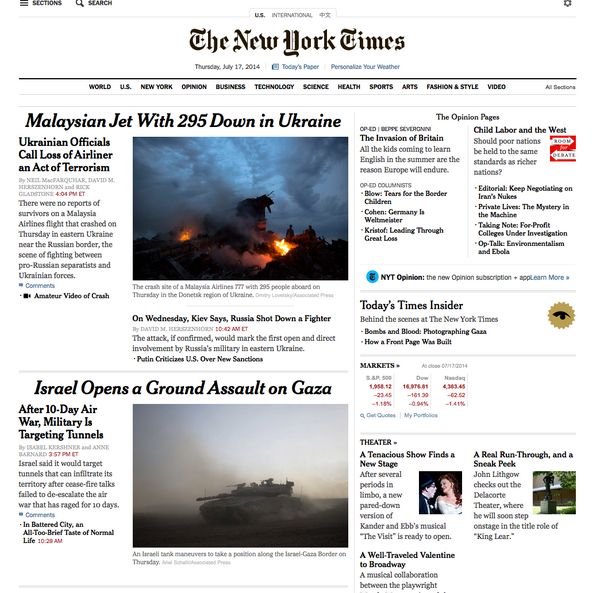 SECTIONS
SEARCH
U.S. INTERNATIONAL 中文
The New York Times
Thursday, July 17, 2014
Today's Paper
Personalize Your Weather
WORLD U.S. NEW YORK OPINION BUSINESS TECHNOLOGY SCIENCE HEALTH SPORTS ARTS FASHION & STYLE VIDEO
All Sections
Malaysian Jet With 295 Down in Ukraine
Ukrainian Officials
Call Loss of Airliner
an Act of Terrorism
By NEIL MacFARQUHAR, DAVID M.
HERSZENHORN and RICK
GLADSTONE 4:04 PM ET
There were no reports of
survivors on a Malaysia
Airlines flight that crashed on
Thursday in eastern Ukraine
near the Russian border, the
scene of fighting between
pro-Russian separatists and
Ukrainian forces.
Comments
Amateur Video of Crash
The crash site of a Malaysia Airlines 777 with 295 people aboard on
Thursday in the Donetsk region of Ukraine. Dmitry Lovetsky/Associated Press
On Wednesday, Kiev Says, Russia Shot Down a Fighter
By DAVID M. HERSZENHORN 10:42 AM ET
The attack, if confirmed, would mark the first open and direct
involvement by Russia's military in eastern Ukraine.
Putin Criticizes U.S. Over New Sanctions
Israel Opens a Ground Assault on Gaza
After 10-Day Air
War, Military Is
Targeting Tunnels
By ISABEL KERSHNER and ANNE
BARNARD 3:57 PM ET
Israel said it would target
tunnels that can infiltrate its
territory after cease-fire talks
failed to de-escalate the air
war that has raged for 10 days.
Comments
In Battered City, an
All-Too-Brief Taste of Normal
Life 10:28 AM
An Israeli tank maneuvers to take a position along the Israel-Gaza Border on
Thursday. Ariel Schalit/Associated Press
The Opinion Pages
OP-ED | BEPPE SEVERGNINI
The Invasion of Britain
All the kids coming to learn
English in the summer are the
reason Europe will endure.
OP-ED COLUMNISTS
Blow: Tears for the Border
Children
Cohen: Germany Is
Weltmeister
Kristof: Leading Through
Great Loss
Child Labor and the West
Should poor nations
be held to the same
standards as richer
nations?
ROOM
for
DEBATE
Editorial: Keep Negotiating on
Iran's Nukes
Private Lives: The Mystery in
the Machine
Taking Note: For-Profit
Colleges Under Investigation
Op-Talk: Environmentalism
and Ebola
NYT Opinion: the new Opinion subscription + appLearn More »
Today's Times Insider
Behind the scenes at The New York Times
Bombs and Blood: Photographing Gaza
How a Front Page Was Built
MARKETS »
At close 07/17/2014
S.&P. 500 Dow Nasdaq
1,958.12 16,976.81 4,363.45
–23.45 –161.39 –62.52
–1.18% –0.94% –1.41%
Get Quotes
My Portfolios
THEATER »
A Tenacious Show Finds a
New Stage
After several
periods in
limbo, a new
pared-down
version of
Kander and Ebb's musical
"The Visit" is ready to open.
A Real Run-Through, and a
Sneak Peek
John Lithgow
checks out the
Delacorte
Theater, where
he will soon step
onstage in the title role of
"King Lear."
A Well-Traveled Valentine
to Broadway
A musical collaboration
between the playwright